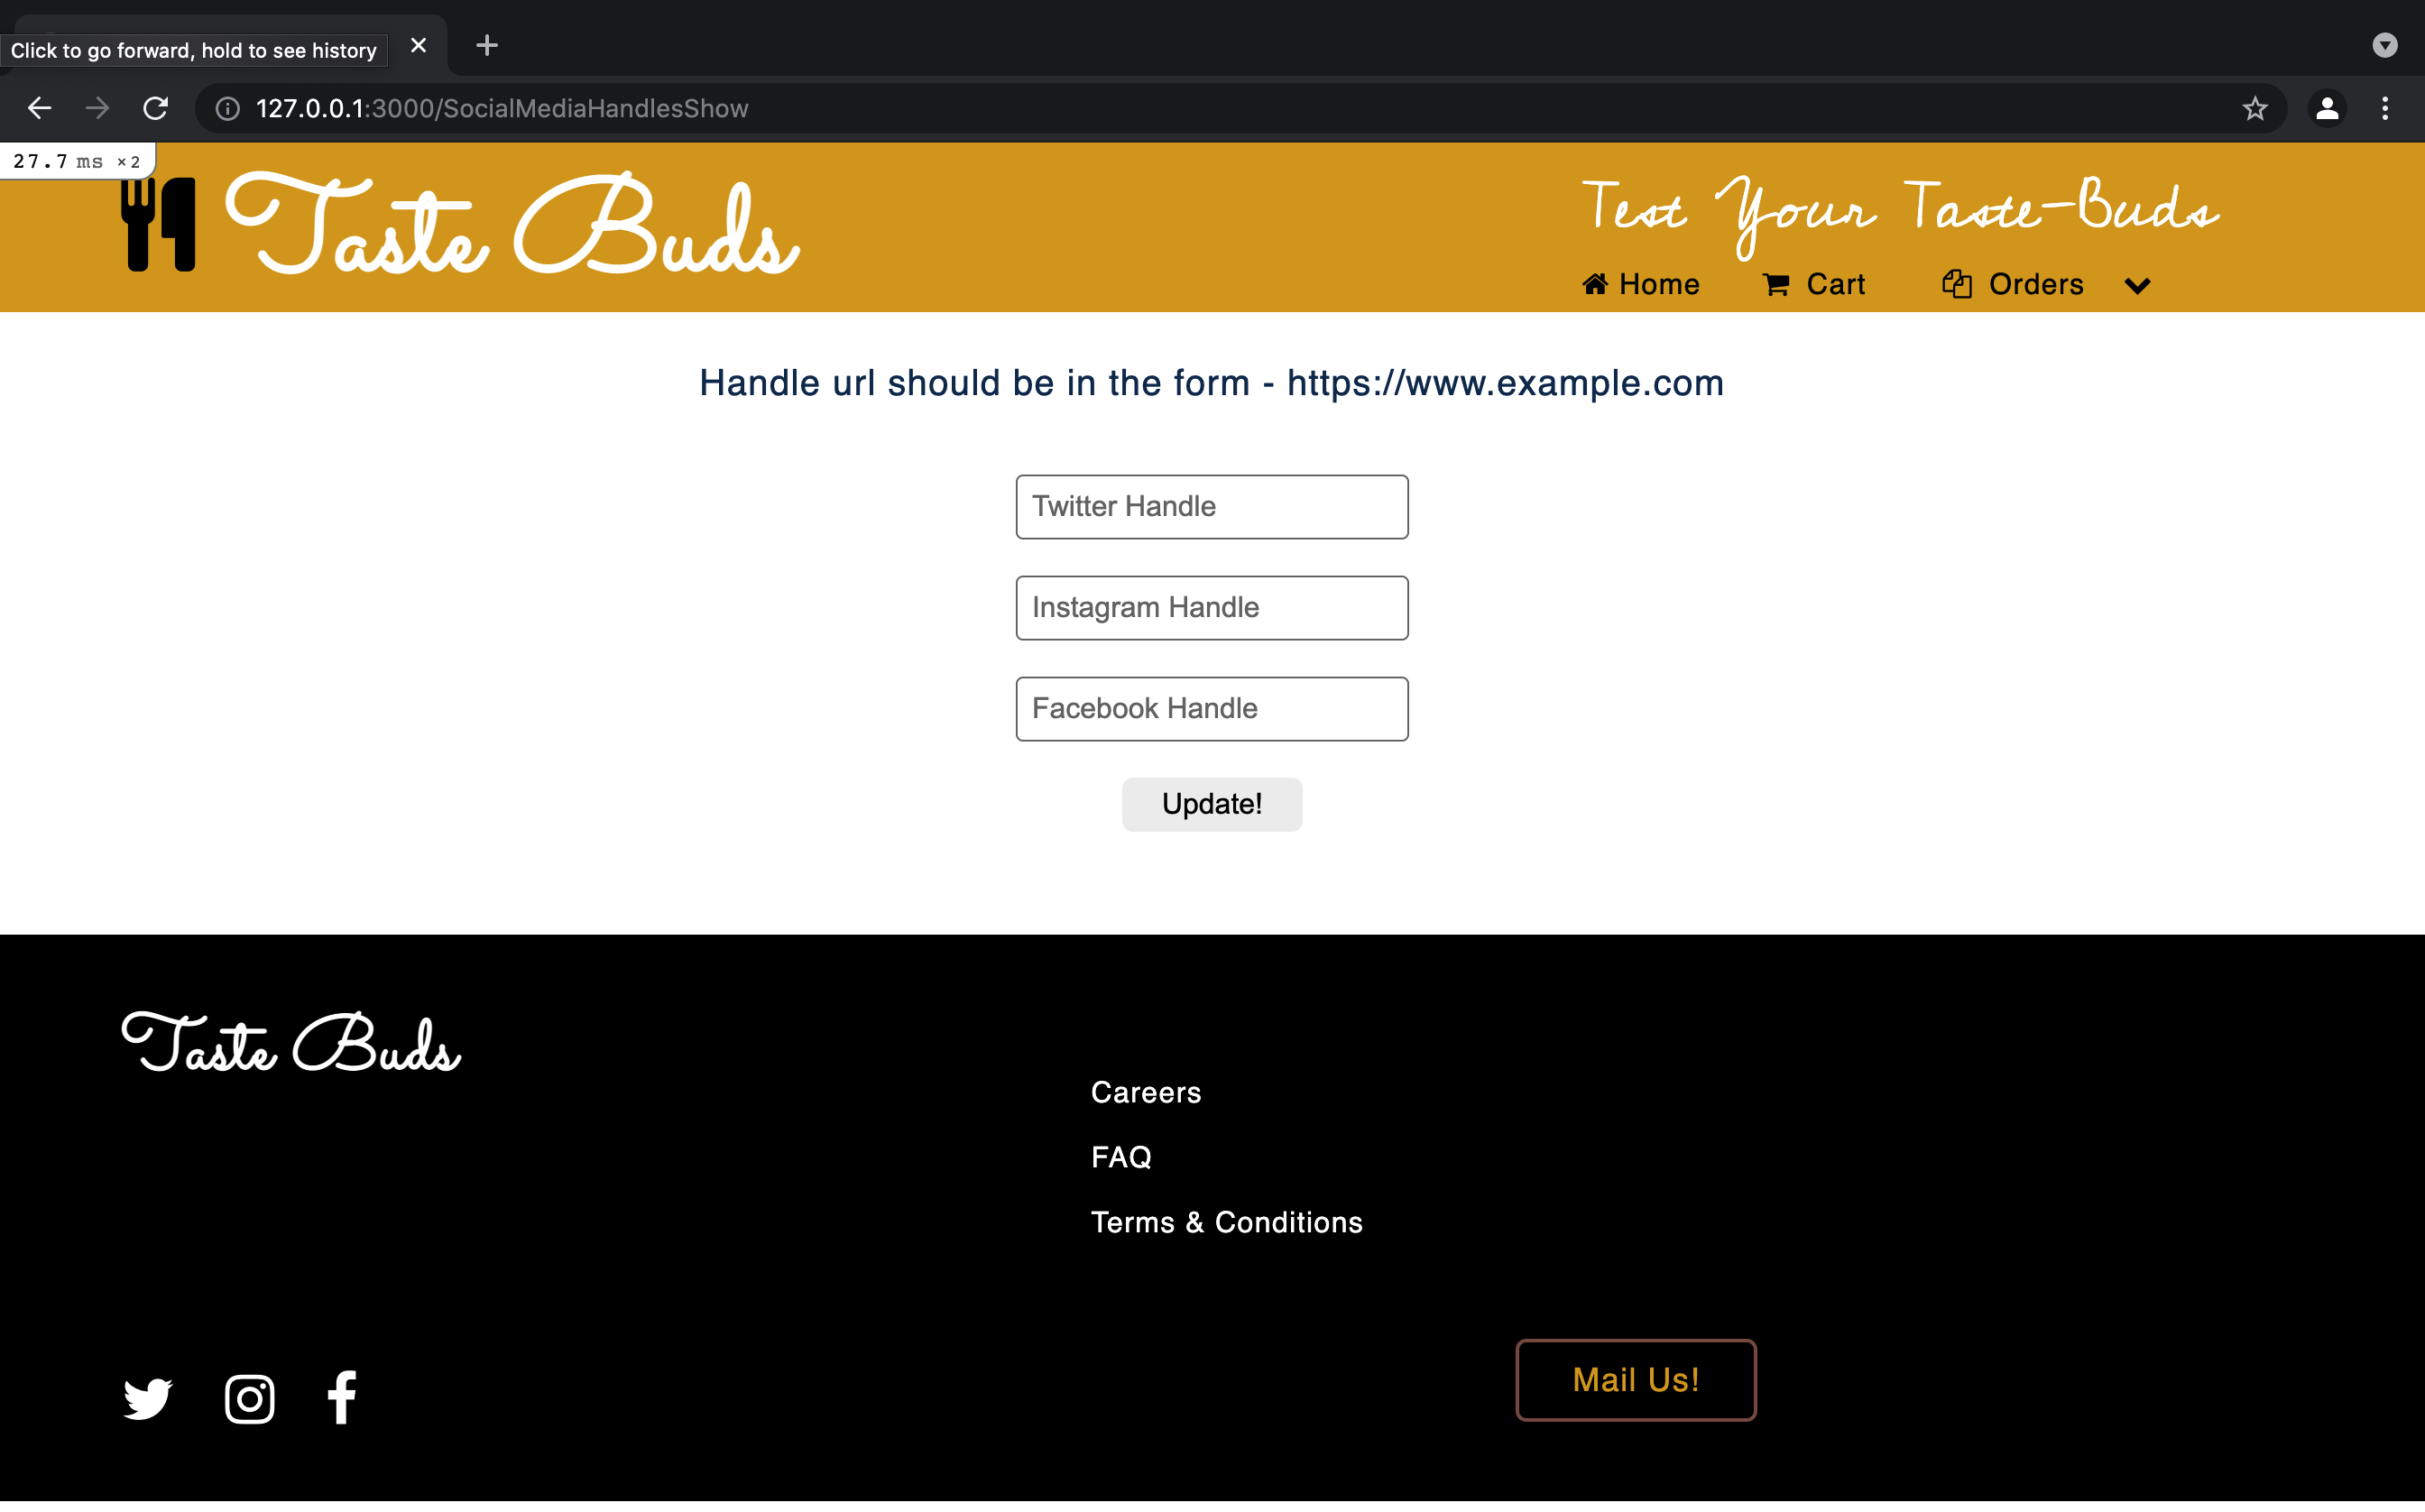 Click to go forward, hold to see history
127.0.0.1:3000/SocialMediaHandlesShow
27.7 ms ×2
Taste Buds
Test Your Taste-Buds
Home Cart Orders
Handle url should be in the form - https://www.example.com
Twitter Handle
Instagram Handle
Facebook Handle
Update!
Taste Buds
Careers
FAQ
Terms & Conditions
Mail Us!